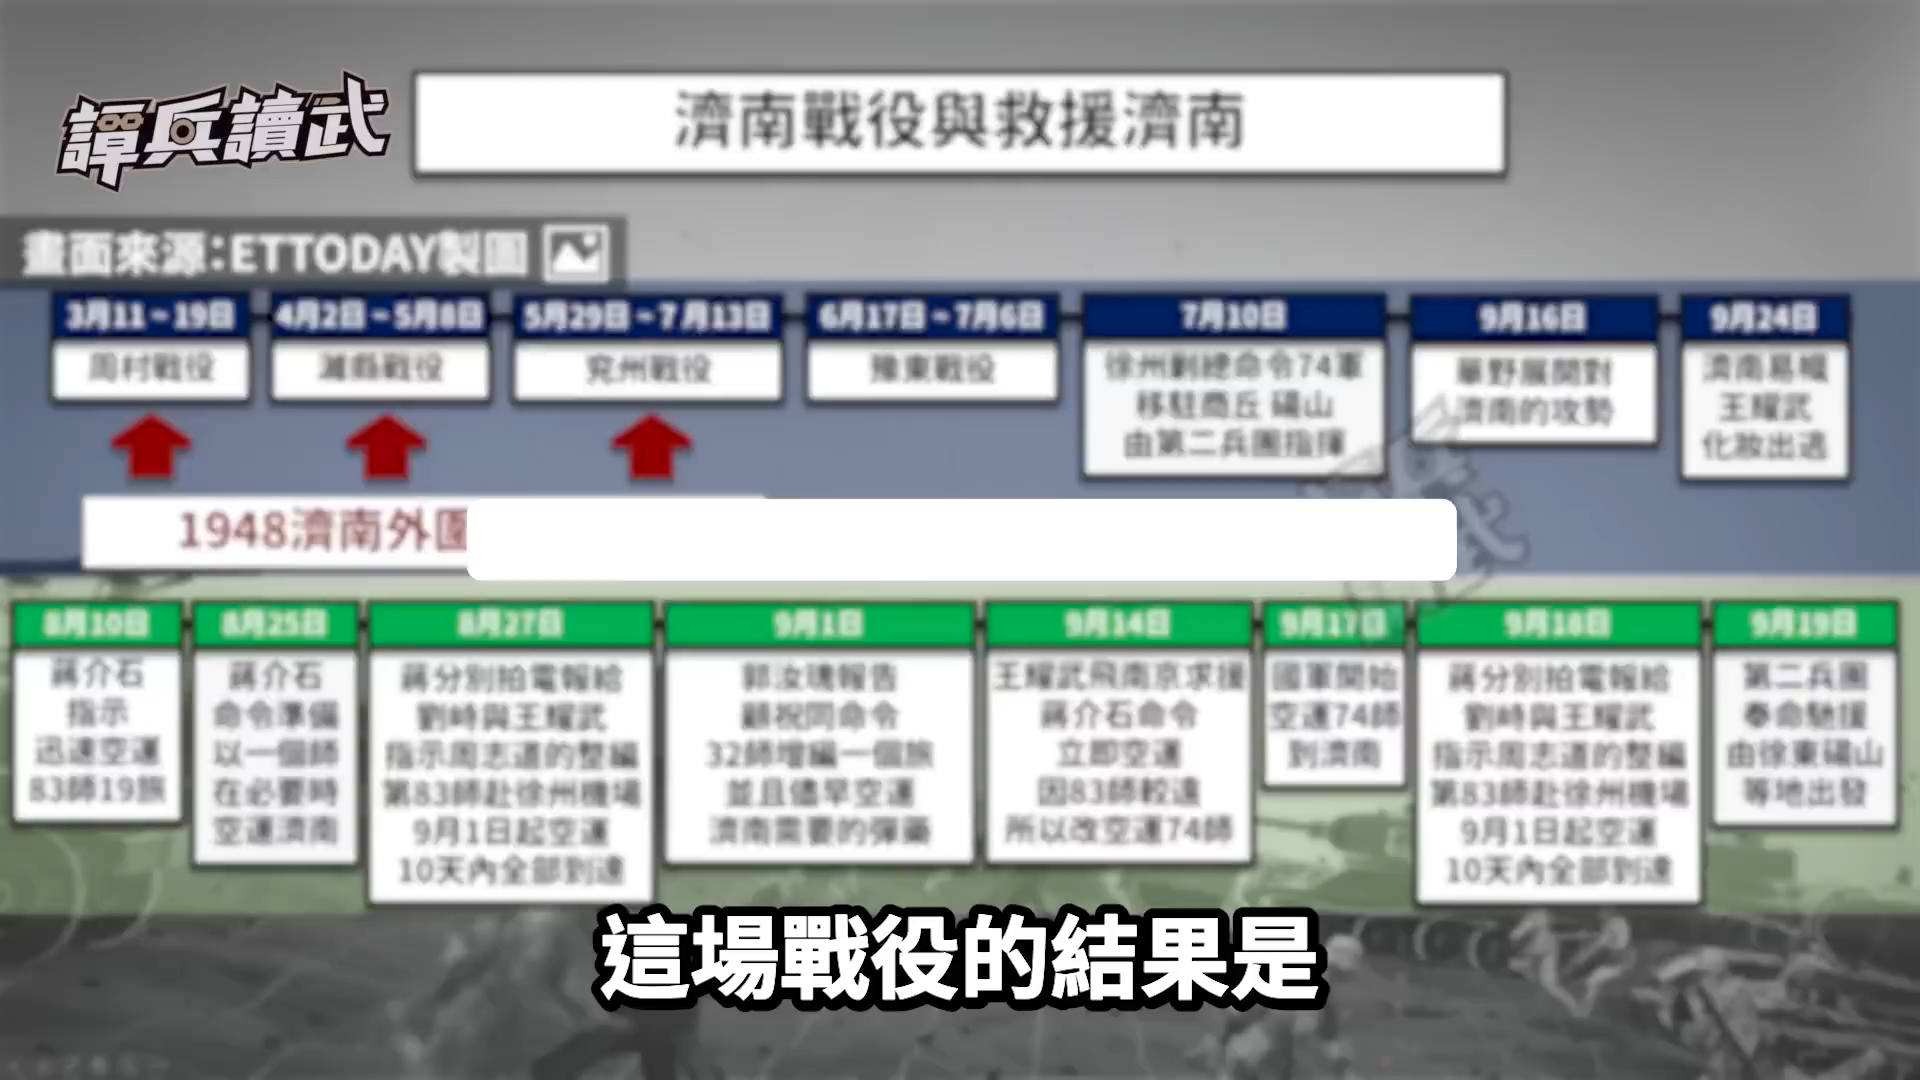 譚兵讀武
濟南戰役與救援濟南
畫面來源:ETTODAY製圖
3月11~19日
周村戰役
4月2日~5月8日
濰縣戰役
5月29日~7月13日
兗州戰役
6月17日~7月6日
豫東戰役
7月10日
徐州剿總命令74軍
移駐商丘 碭山
由第二兵團指揮
9月16日
華野展開對
濟南的攻勢
9月24日
濟南易幟
王耀武
化妝出逃
1948濟南外圍
8月10日
蔣介石
指示
迅速空運
83師19旅
8月25日
蔣介石
命令準備
以一個師
在必要時
空運濟南
8月27日
蔣分別拍電報給
劉峙與王耀武
指示周志道的整編
第83師赴徐州機場
9月1日起空運
10天內全部到達
9月1日
郭汝瑰報告
顧祝同命令
32師增編一個旅
並且儘早空運
濟南需要的彈藥
9月14日
王耀武飛南京求援
蔣介石命令
立即空運
因83師較遠
所以改空運74師
9月17日
國軍開始
空運74師
到濟南
9月18日
蔣分別拍電報給
劉峙與王耀武
指示周志道的整編
第83師赴徐州機場
9月1日起空運
10天內全部到達
9月19日
第二兵團
奉命馳援
由徐東碭山
等地出發
這場戰役的結果是